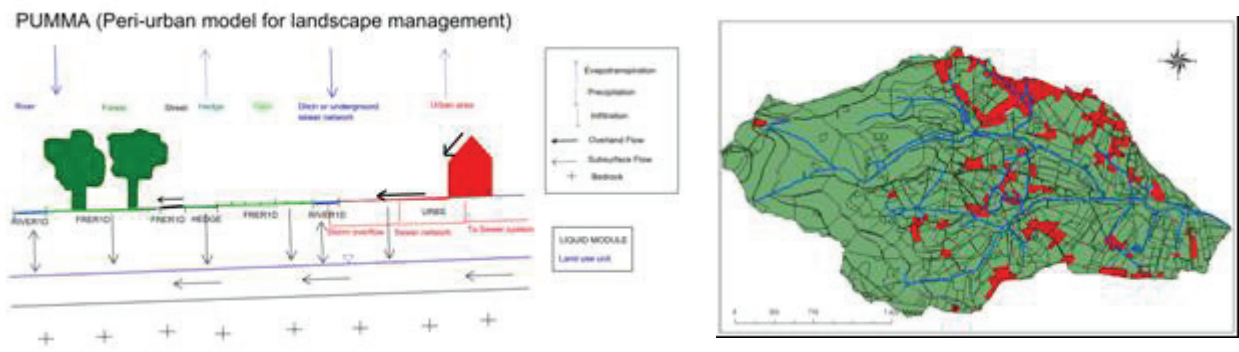 PUMMA (Peri-urban model for landscape management)
River
Forest
Street
Hedge
Ditch or underground
sewer network
Urban area
Evapotranspiration
Precipitation
Infiltration
Overland Flow
Subsurface Flow
Bedrock
RIVER1D
FRER1D
FRER1D
HEDGE
FRER1D
RIVER1D
Storm overflow
Sewer network
To Sewer system
LIQUID MODULE
Land use unit